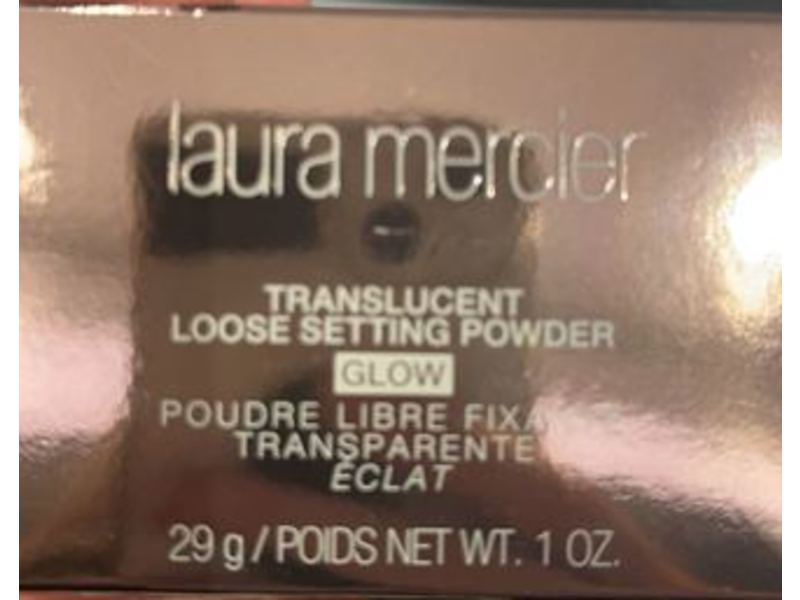 laura mercier
TRANSLUCENT
LOOSE SETTING POWDER
GLOW
POUDRE LIBRE
TRANSPARENTE
ÉCLAT
29 g / POIDS NET WT. 1 OZ.